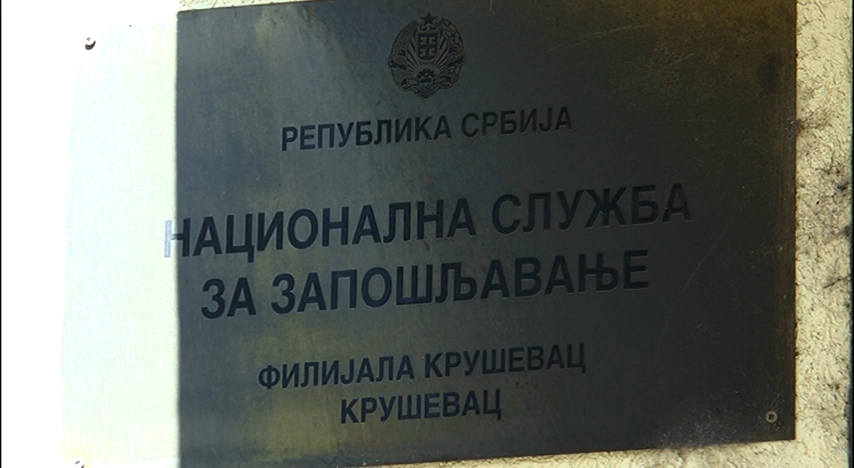 РЕПУБЛИКА СРБИЈА
НАЦИОНАЛНА СЛУЖБА
ЗА ЗАПОШЉАВАЊЕ
ФИЛИЈАЛА КРУШЕВАЦ
КРУШЕВАЦ